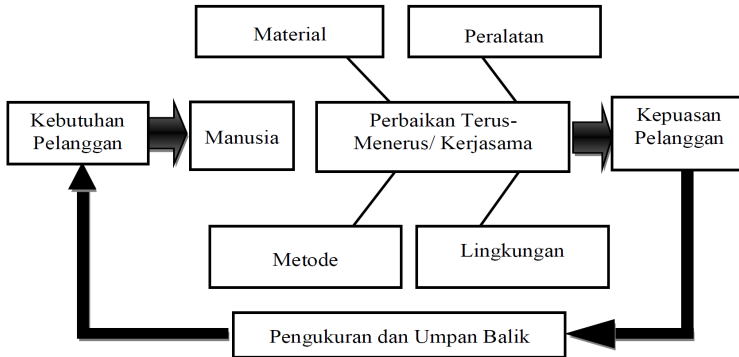 Material
Peralatan
Kebutuhan
Pelanggan
Manusia
Perbaikan Terus-
Menerus/ Kerjasama
Kepuasan
Pelanggan
Metode
Lingkungan
Pengukuran dan Umpan Balik